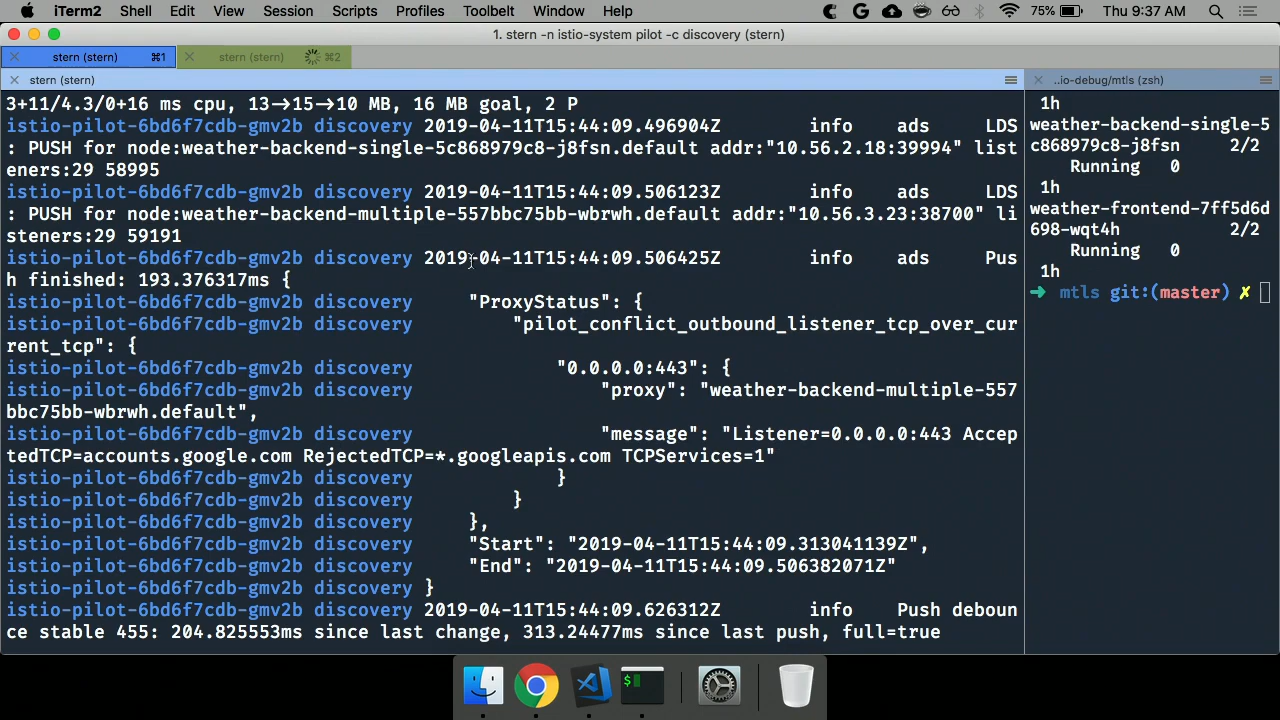 iTerm2 Shell Edit View Session Scripts Profiles Toolbelt Window Help 75% Thu 9:37 AM
1. stern -n istio-system pilot -c discovery (stern)
stern (stern) ⌘1 stern (stern) ⌘2
stern (stern)
3+11/4.3/0+16 ms cpu, 13→15→10 MB, 16 MB goal, 2 P
istio-pilot-6bd6f7cdb-gmv2b discovery 2019-04-11T15:44:09.496904Z info ads LDS
: PUSH for node:weather-backend-single-5c868979c8-j8fsn.default addr:"10.56.2.18:39994" list
eners:29 58995
istio-pilot-6bd6f7cdb-gmv2b discovery 2019-04-11T15:44:09.506123Z info ads LDS
: PUSH for node:weather-backend-multiple-557bbc75bb-wbrwh.default addr:"10.56.3.23:38700" li
steners:29 59191
istio-pilot-6bd6f7cdb-gmv2b discovery 2019-04-11T15:44:09.506425Z info ads Pus
h finished: 193.376317ms {
istio-pilot-6bd6f7cdb-gmv2b discovery "ProxyStatus": {
istio-pilot-6bd6f7cdb-gmv2b discovery "pilot_conflict_outbound_listener_tcp_over_cur
rent_tcp": {
istio-pilot-6bd6f7cdb-gmv2b discovery "0.0.0.0:443": {
istio-pilot-6bd6f7cdb-gmv2b discovery "proxy": "weather-backend-multiple-557
bbc75bb-wbrwh.default",
istio-pilot-6bd6f7cdb-gmv2b discovery "message": "Listener=0.0.0.0:443 Accep
tedTCP=accounts.google.com RejectedTCP=*.googleapis.com TCPServices=1"
istio-pilot-6bd6f7cdb-gmv2b discovery }
istio-pilot-6bd6f7cdb-gmv2b discovery }
istio-pilot-6bd6f7cdb-gmv2b discovery },
istio-pilot-6bd6f7cdb-gmv2b discovery "Start": "2019-04-11T15:44:09.313041139Z",
istio-pilot-6bd6f7cdb-gmv2b discovery "End": "2019-04-11T15:44:09.506382071Z"
istio-pilot-6bd6f7cdb-gmv2b discovery }
istio-pilot-6bd6f7cdb-gmv2b discovery 2019-04-11T15:44:09.626312Z info Push deboun
ce stable 455: 204.825553ms since last change, 313.24477ms since last push, full=true
..io-debug/mtls (zsh)
1h
weather-backend-single-5
c868979c8-j8fsn 2/2
Running 0
1h
weather-frontend-7ff5d6d
698-wqt4h 2/2
Running 0
1h
➜ mtls git:(master) ✗